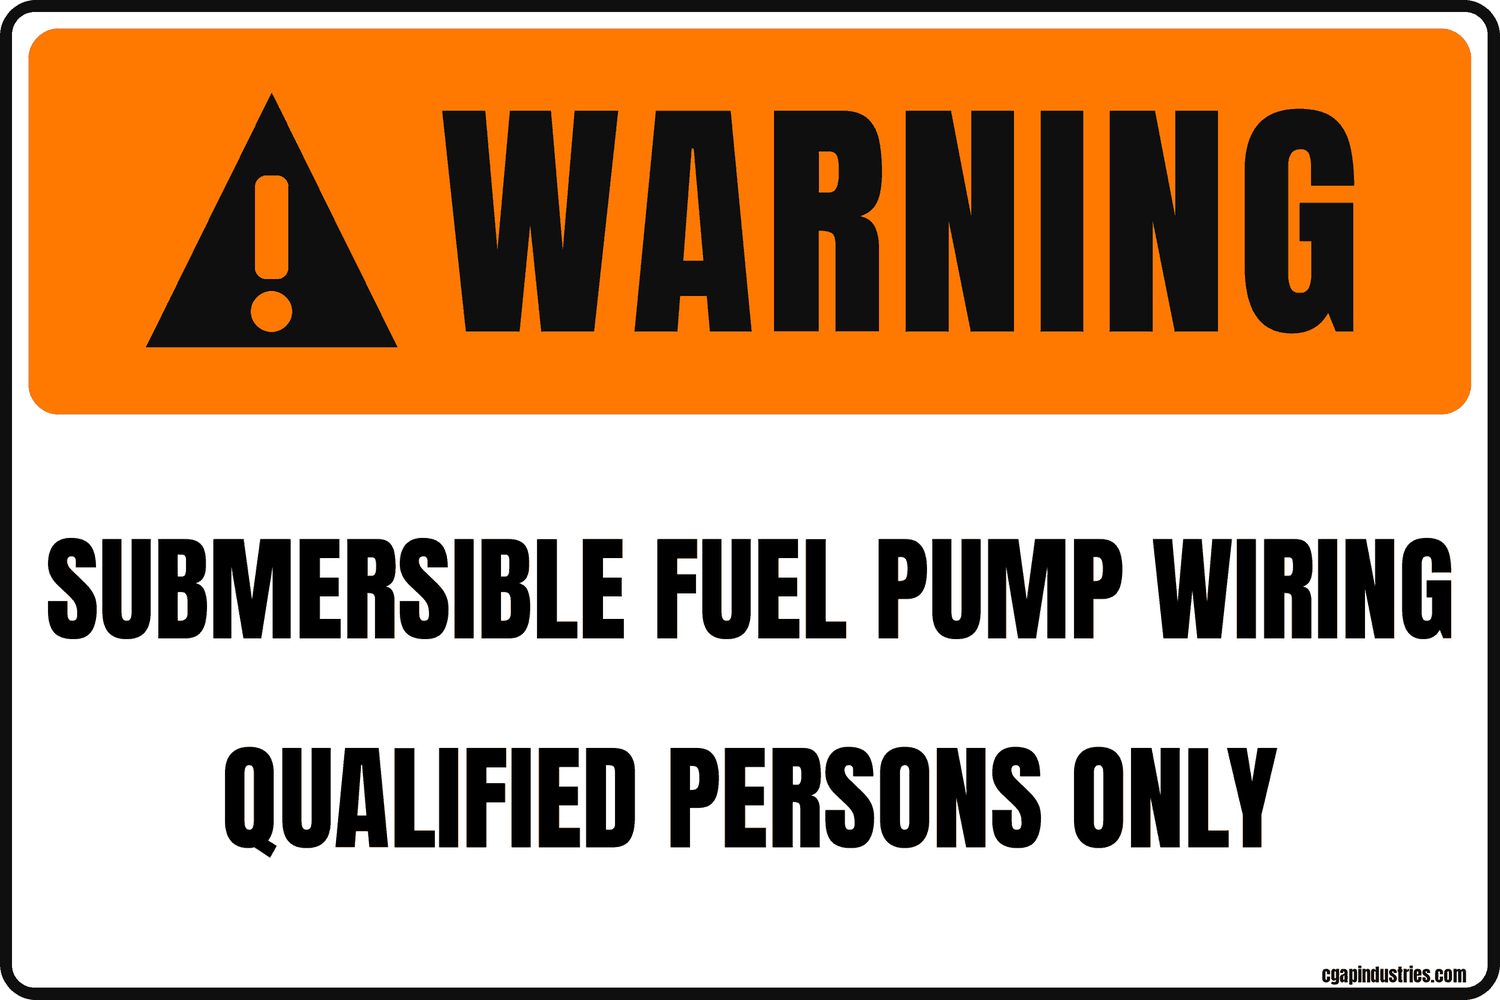 WARNING
SUBMERSIBLE FUEL PUMP WIRING
QUALIFIED PERSONS ONLY
cgapindustries.com